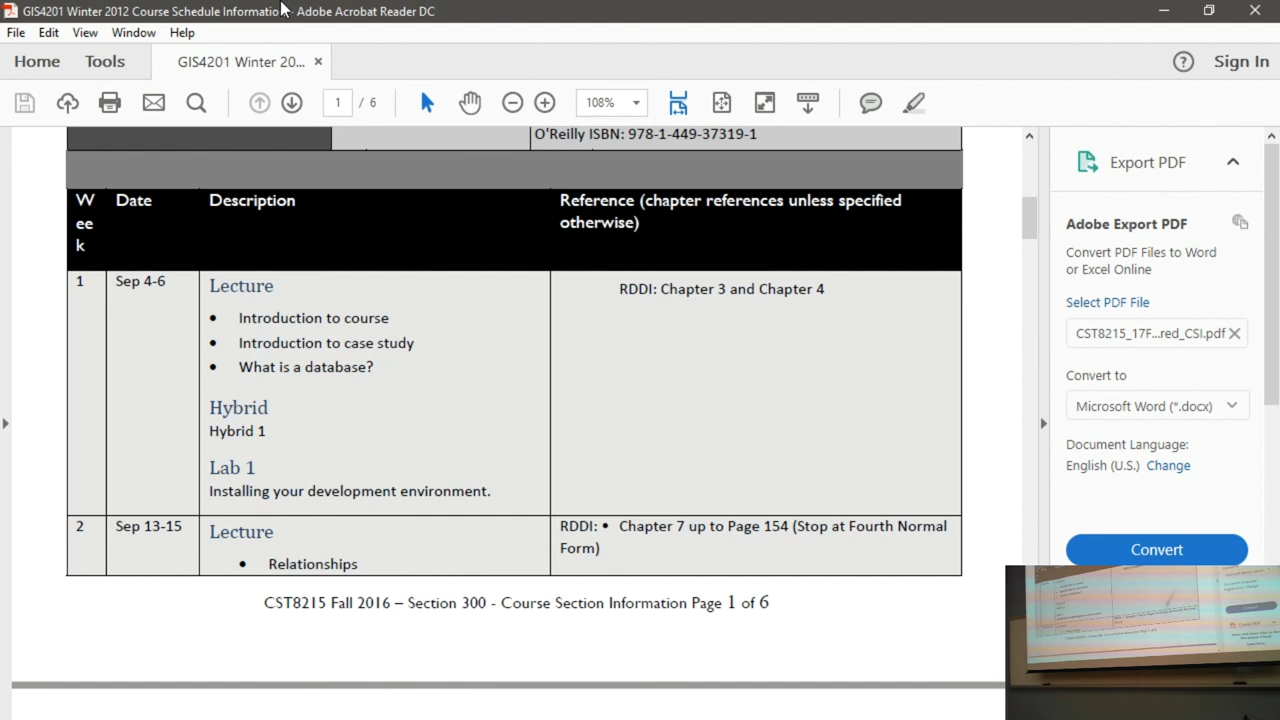 GIS4201 Winter 2012 Course Schedule Informatio - Adobe Acrobat Reader DC
File Edit View Window Help
Home Tools GIS4201 Winter 20... × ? Sign In
1 / 6 108%
O'Reilly ISBN: 978-1-449-37319-1
W
ee
k
Date
Description
Reference (chapter references unless specified
otherwise)
1
Sep 4-6
Lecture
• Introduction to course
• Introduction to case study
• What is a database?
Hybrid
Hybrid 1
Lab 1
Installing your development environment.
RDDI: Chapter 3 and Chapter 4
2
Sep 13-15
Lecture
• Relationships
RDDI: • Chapter 7 up to Page 154 (Stop at Fourth Normal
Form)
CST8215 Fall 2016 – Section 300 - Course Section Information Page 1 of 6
Export PDF
Adobe Export PDF
Convert PDF Files to Word
or Excel Online
Select PDF File
CST8215_17F...red_CSI.pdf
Convert to
Microsoft Word (*.docx)
Document Language:
English (U.S.) Change
Convert